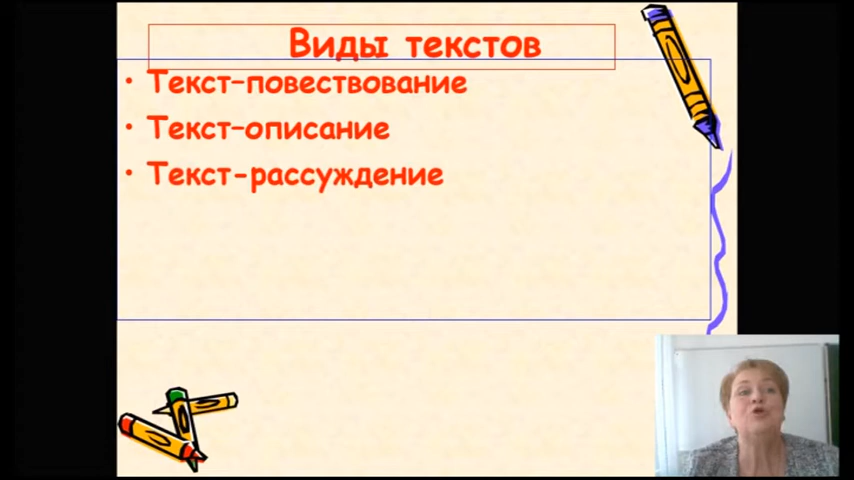 Виды текстов
• Текст–повествование
• Текст–описание
• Текст-рассуждение